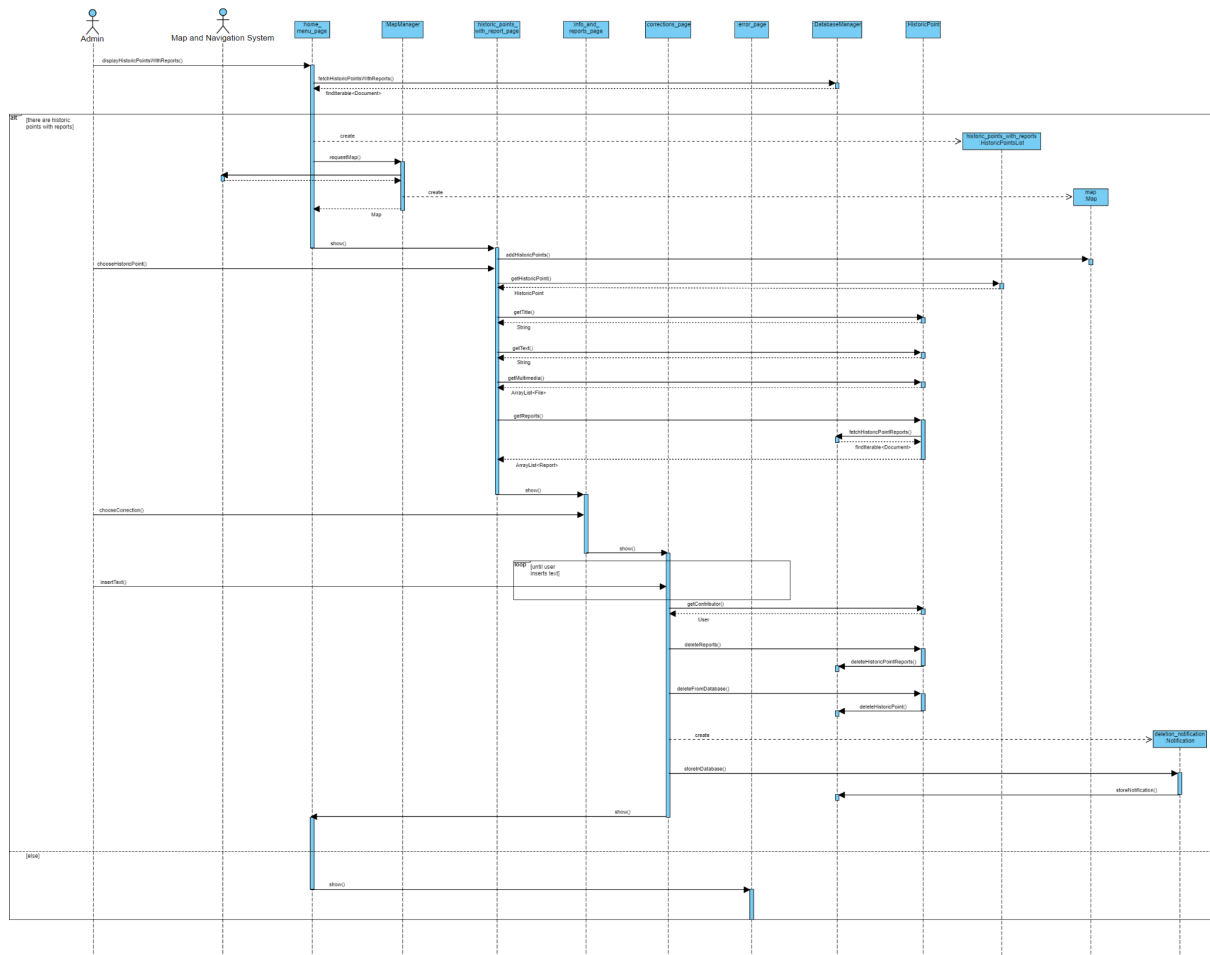 Admin
Map and Navigation System
:home_
menu_page
:MapManager
:historic_points_
with_report_page
:info_and_
reports_page
:corrections_page
:error_page
:DatabaseManager
:HistoricPoint
displayHistoricPointsWithReports()
fetchHistoricPointsWithReports()
findIterable<Document>
alt
[there are historic
points with reports]
create
historic_points_with_reports
:HistoricPointsList
requestMap()
create
map
:Map
Map
show()
addHistoricPoints()
chooseHistoricPoint()
getHistoricPoint()
HistoricPoint
getTitle()
String
getText()
String
getMultimedia()
ArrayList<File>
getReports()
fetchHistoricPointReports()
findIterable<Document>
ArrayList<Report>
show()
chooseCorrection()
show()
loop
[until user
inserts text]
insertText()
getContributor()
User
deleteReports()
deleteHistoricPointReports()
deleteFromDatabase()
deleteHistoricPoint()
create
deletion_notification
:Notification
storeInDatabase()
storeNotification()
show()
[else]
show()